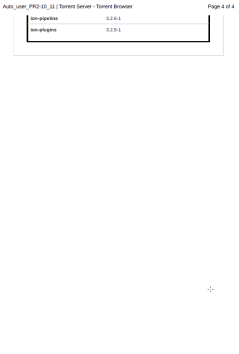 Auto_user_PR2-10_11 | Torrent Server - Torrent Browser Page 4 of 4
ion-pipeline 3.2.6-1
ion-plugins 3.2.5-1